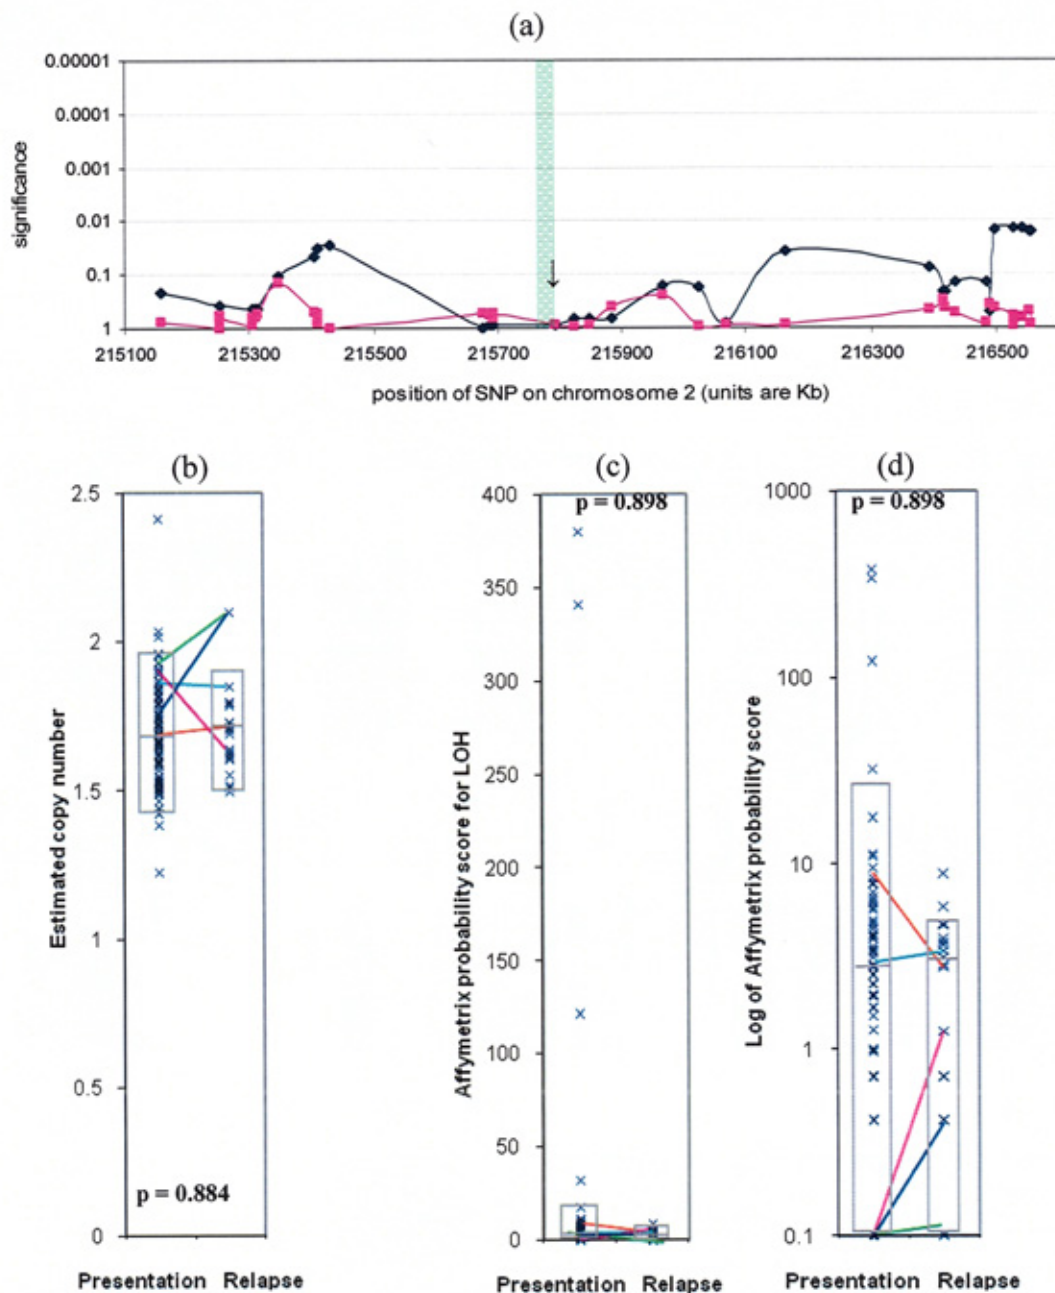 (a)
0.00001
0.0001
0.001
0.01
0.1
1
significance
215100 215300 215500 215700 215900 216100 216300 216500
position of SNP on chromosome 2 (units are Kb)
(b)
2.5
2
1.5
1
0.5
0
Estimated copy number
p = 0.884
Presentation Relapse
(c)
400
350
300
250
200
150
100
50
0
Affymetrix probability score for LOH
p = 0.898
Presentation Relapse
(d)
1000
100
10
1
0.1
Log of Affymetrix probability score
p = 0.898
Presentation Relapse